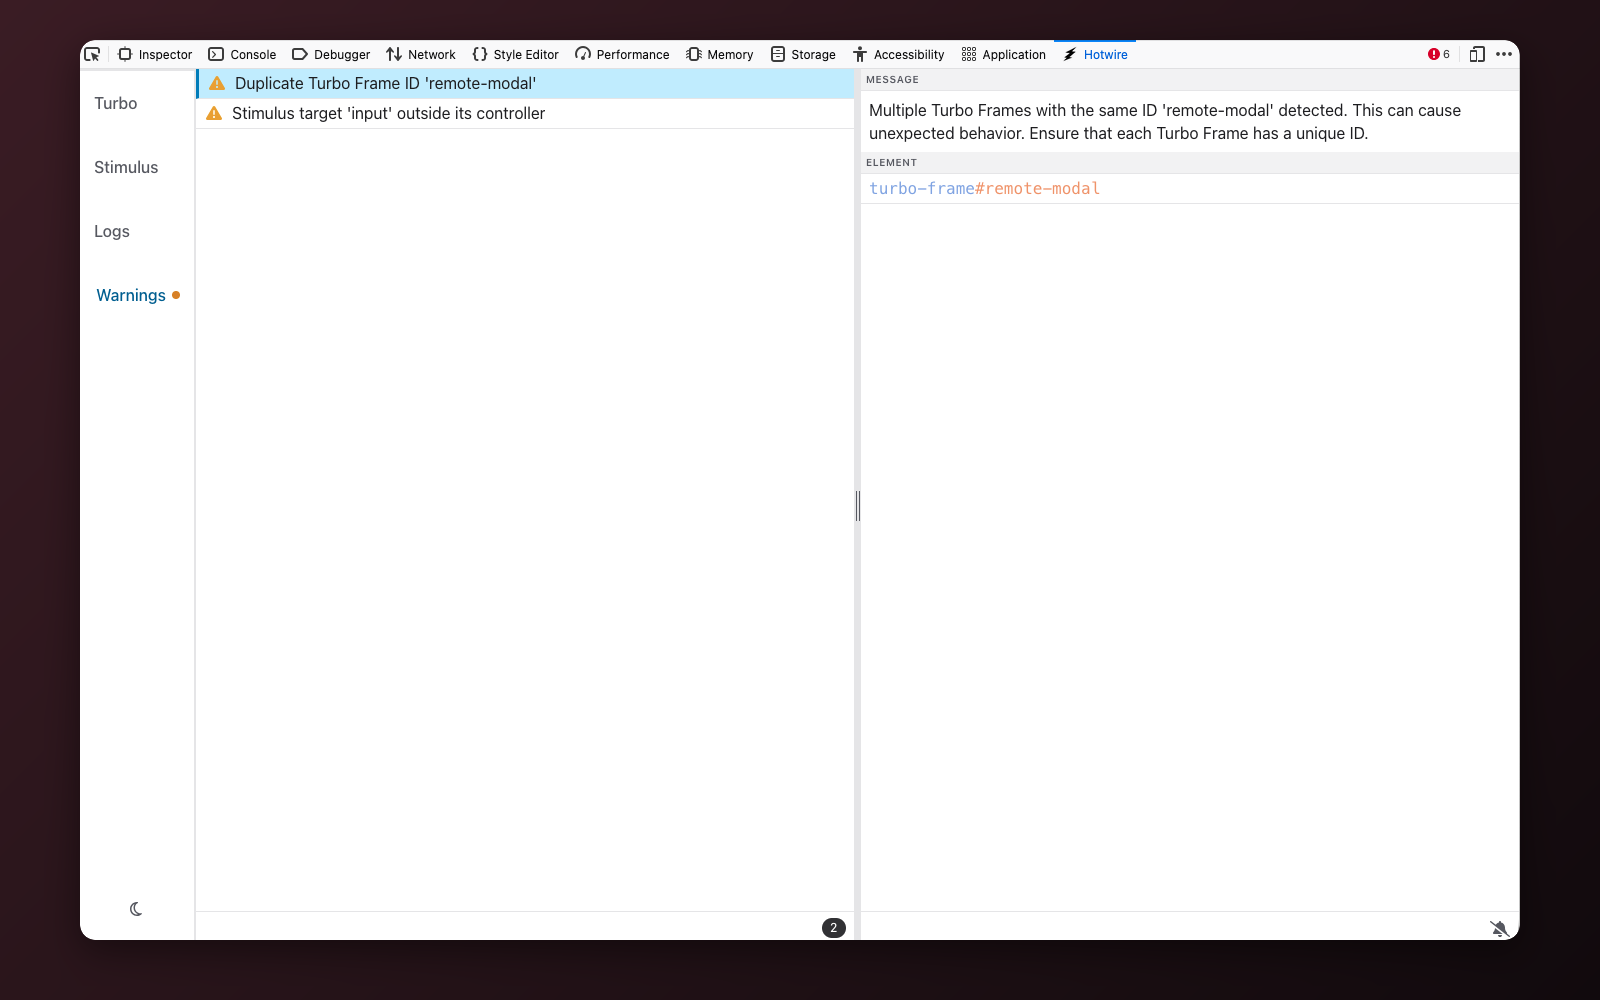 Inspector Console Debugger Network Style Editor Performance Memory Storage Accessibility Application Hotwire 6
Turbo
Stimulus
Logs
Warnings
Duplicate Turbo Frame ID 'remote-modal'
Stimulus target 'input' outside its controller
2
MESSAGE
Multiple Turbo Frames with the same ID 'remote-modal' detected. This can cause
unexpected behavior. Ensure that each Turbo Frame has a unique ID.
ELEMENT
turbo-frame#remote-modal